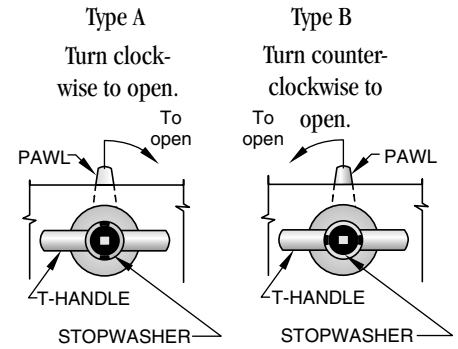 Type A
Turn clock-
wise to open.
To
open
PAWL
T-HANDLE
STOPWASHER
Type B
Turn counter-
clockwise to
open.
To
open
PAWL
T-HANDLE
STOPWASHER